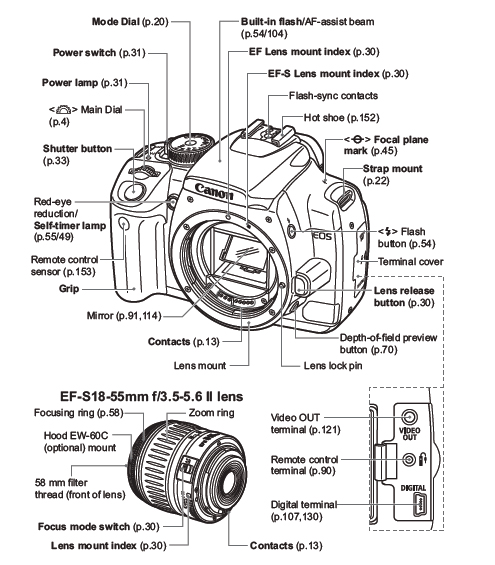 Mode Dial (p.20)
Built-in flash/AF-assist beam
(p.54/104)
Power switch (p.31)
EF Lens mount index (p.30)
EF-S Lens mount index (p.30)
Power lamp (p.31)
Flash-sync contacts
< > Main Dial
(p.4)
Hot shoe (p.152)
Shutter button
(p.33)
< > Focal plane
mark (p.45)
Strap mount
(p.22)
Canon
EOS
Red-eye
reduction/
Self-timer lamp
(p.55/49)
< > Flash
button (p.54)
Remote control
sensor (p.153)
Terminal cover
Grip
Lens release
button (p.30)
Mirror (p.91,114)
Contacts (p.13)
Depth-of-field preview
button (p.70)
Lens mount
Lens lock pin
EF-S18-55mm f/3.5-5.6 II lens
Focusing ring (p.58)
Zoom ring
Hood EW-60C
(optional) mount
58 mm filter
thread (front of lens)
Focus mode switch (p.30)
Lens mount index (p.30)
Contacts (p.13)
Video OUT
terminal (p.121)
VIDEO
OUT
Remote control
terminal (p.90)
DIGITAL
Digital terminal
(p.107,130)